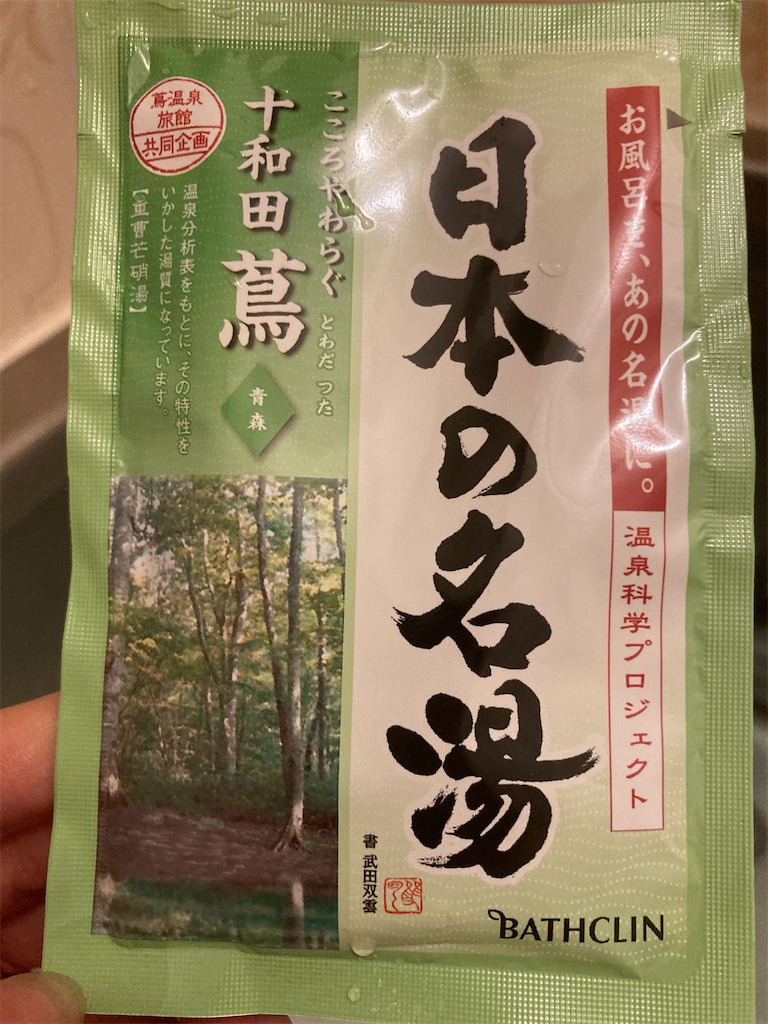 お風呂を、あの名湯に。
温泉科学プロジェクト
日本の名湯
書 武田双雲
BATHCLIN
こころやわらぐ
とわだ つた
十和田 蔦
青森
蔦温泉
旅館
共同企画
温泉分析表をもとに、その特性を
いかした湯質になっています。
【重曹芒硝湯】